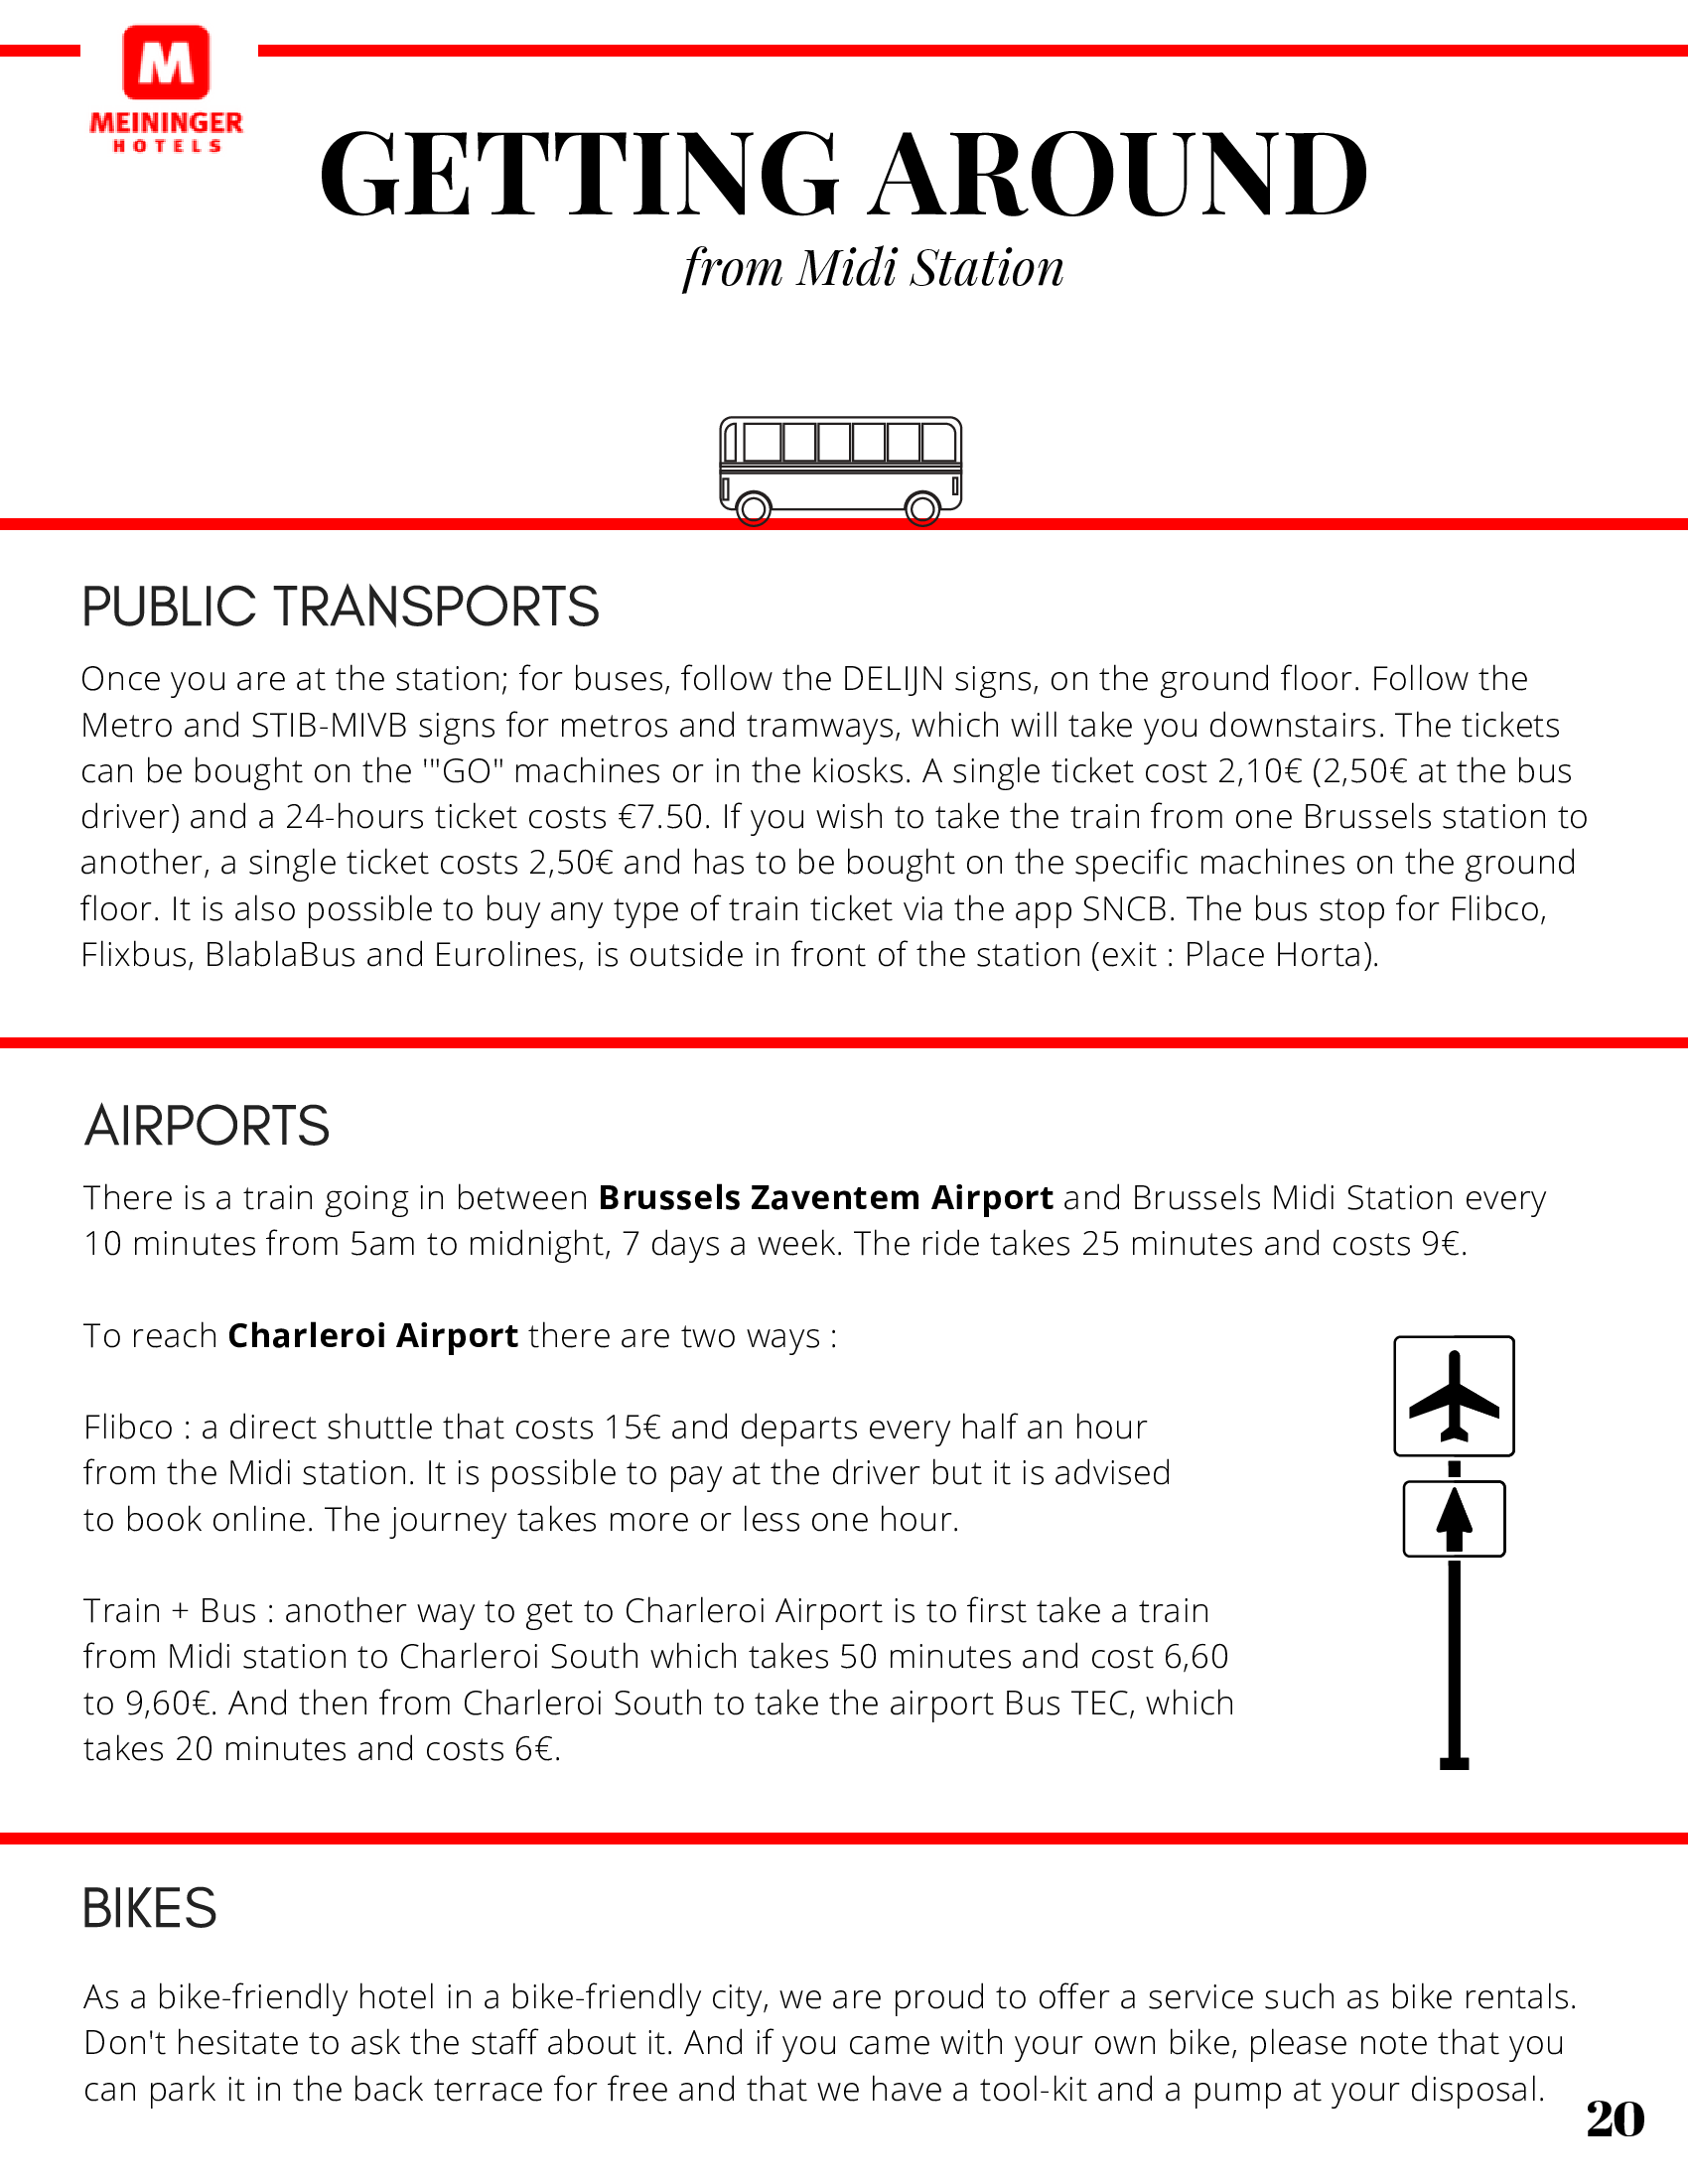 M
MEININGER
HOTELS
GETTING AROUND
from Midi Station
PUBLIC TRANSPORTS
Once you are at the station; for buses, follow the DELIJN signs, on the ground floor. Follow the
Metro and STIB-MIVB signs for metros and tramways, which will take you downstairs. The tickets
can be bought on the '"GO" machines or in the kiosks. A single ticket cost 2,10€ (2,50€ at the bus
driver) and a 24-hours ticket costs €7.50. If you wish to take the train from one Brussels station to
another, a single ticket costs 2,50€ and has to be bought on the specific machines on the ground
floor. It is also possible to buy any type of train ticket via the app SNCB. The bus stop for Flibco,
Flixbus, BlablaBus and Eurolines, is outside in front of the station (exit : Place Horta).
AIRPORTS
There is a train going in between Brussels Zaventem Airport and Brussels Midi Station every
10 minutes from 5am to midnight, 7 days a week. The ride takes 25 minutes and costs 9€.
To reach Charleroi Airport there are two ways :
Flibco : a direct shuttle that costs 15€ and departs every half an hour
from the Midi station. It is possible to pay at the driver but it is advised
to book online. The journey takes more or less one hour.
Train + Bus : another way to get to Charleroi Airport is to first take a train
from Midi station to Charleroi South which takes 50 minutes and cost 6,60
to 9,60€. And then from Charleroi South to take the airport Bus TEC, which
takes 20 minutes and costs 6€.
BIKES
As a bike-friendly hotel in a bike-friendly city, we are proud to offer a service such as bike rentals.
Don't hesitate to ask the staff about it. And if you came with your own bike, please note that you
can park it in the back terrace for free and that we have a tool-kit and a pump at your disposal.
20